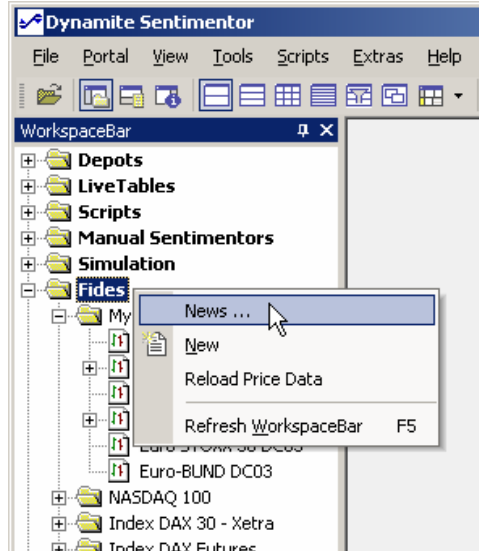 Dynamite Sentimentor
File Portal View Tools Scripts Extras Help
WorkspaceBar
Depots
LiveTables
Scripts
Manual Sentimentors
Simulation
Fides
My
News ...
New
Reload Price Data
Refresh WorkspaceBar F5
Euro-BUND DC03
NASDAQ 100
Index DAX 30 - Xetra
Index DAX Futures